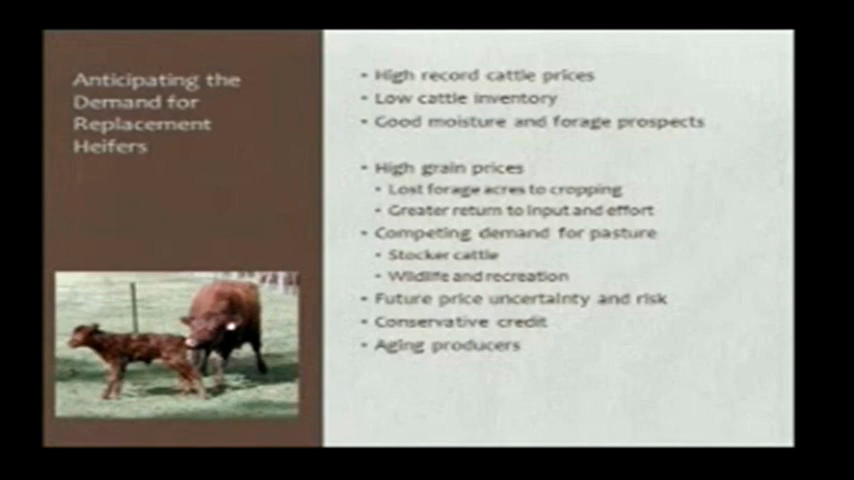 Anticipating the
Demand for
Replacement
Heifers
• High record cattle prices
• Low cattle inventory
• Good moisture and forage prospects
• High grain prices
• Lost forage acres to cropping
• Greater return to input and effort
• Competing demand for pasture
• Stocker cattle
• Wildlife and recreation
• Future price uncertainty and risk
• Conservative credit
• Aging producers